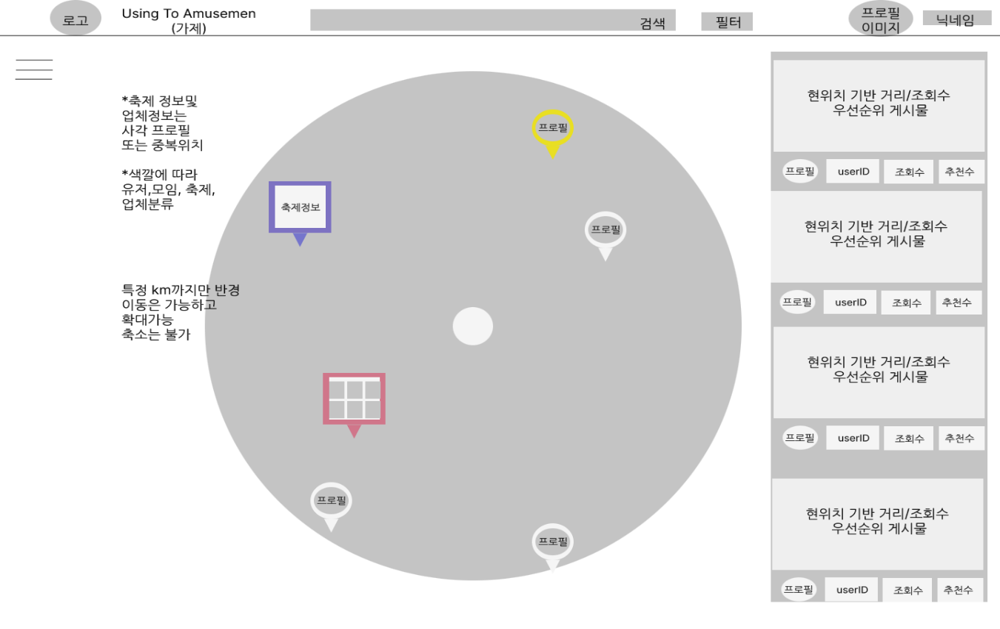 로고
Using To Amusemen
(가제)
검색
필터
프로필
이미지
닉네임
*축제 정보및
업체정보는
사각 프로필
또는 중복위치
*색깔에 따라
유저,모임, 축제,
업체분류
특정 km까지만 반경
이동은 가능하고
확대가능
축소는 불가
프로필
축제정보
프로필
프로필
프로필
현위치 기반 거리/조회수
우선순위 게시물
프로필
userID
조회수
추천수
현위치 기반 거리/조회수
우선순위 게시물
프로필
userID
조회수
추천수
현위치 기반 거리/조회수
우선순위 게시물
프로필
userID
조회수
추천수
현위치 기반 거리/조회수
우선순위 게시물
프로필
userID
조회수
추천수